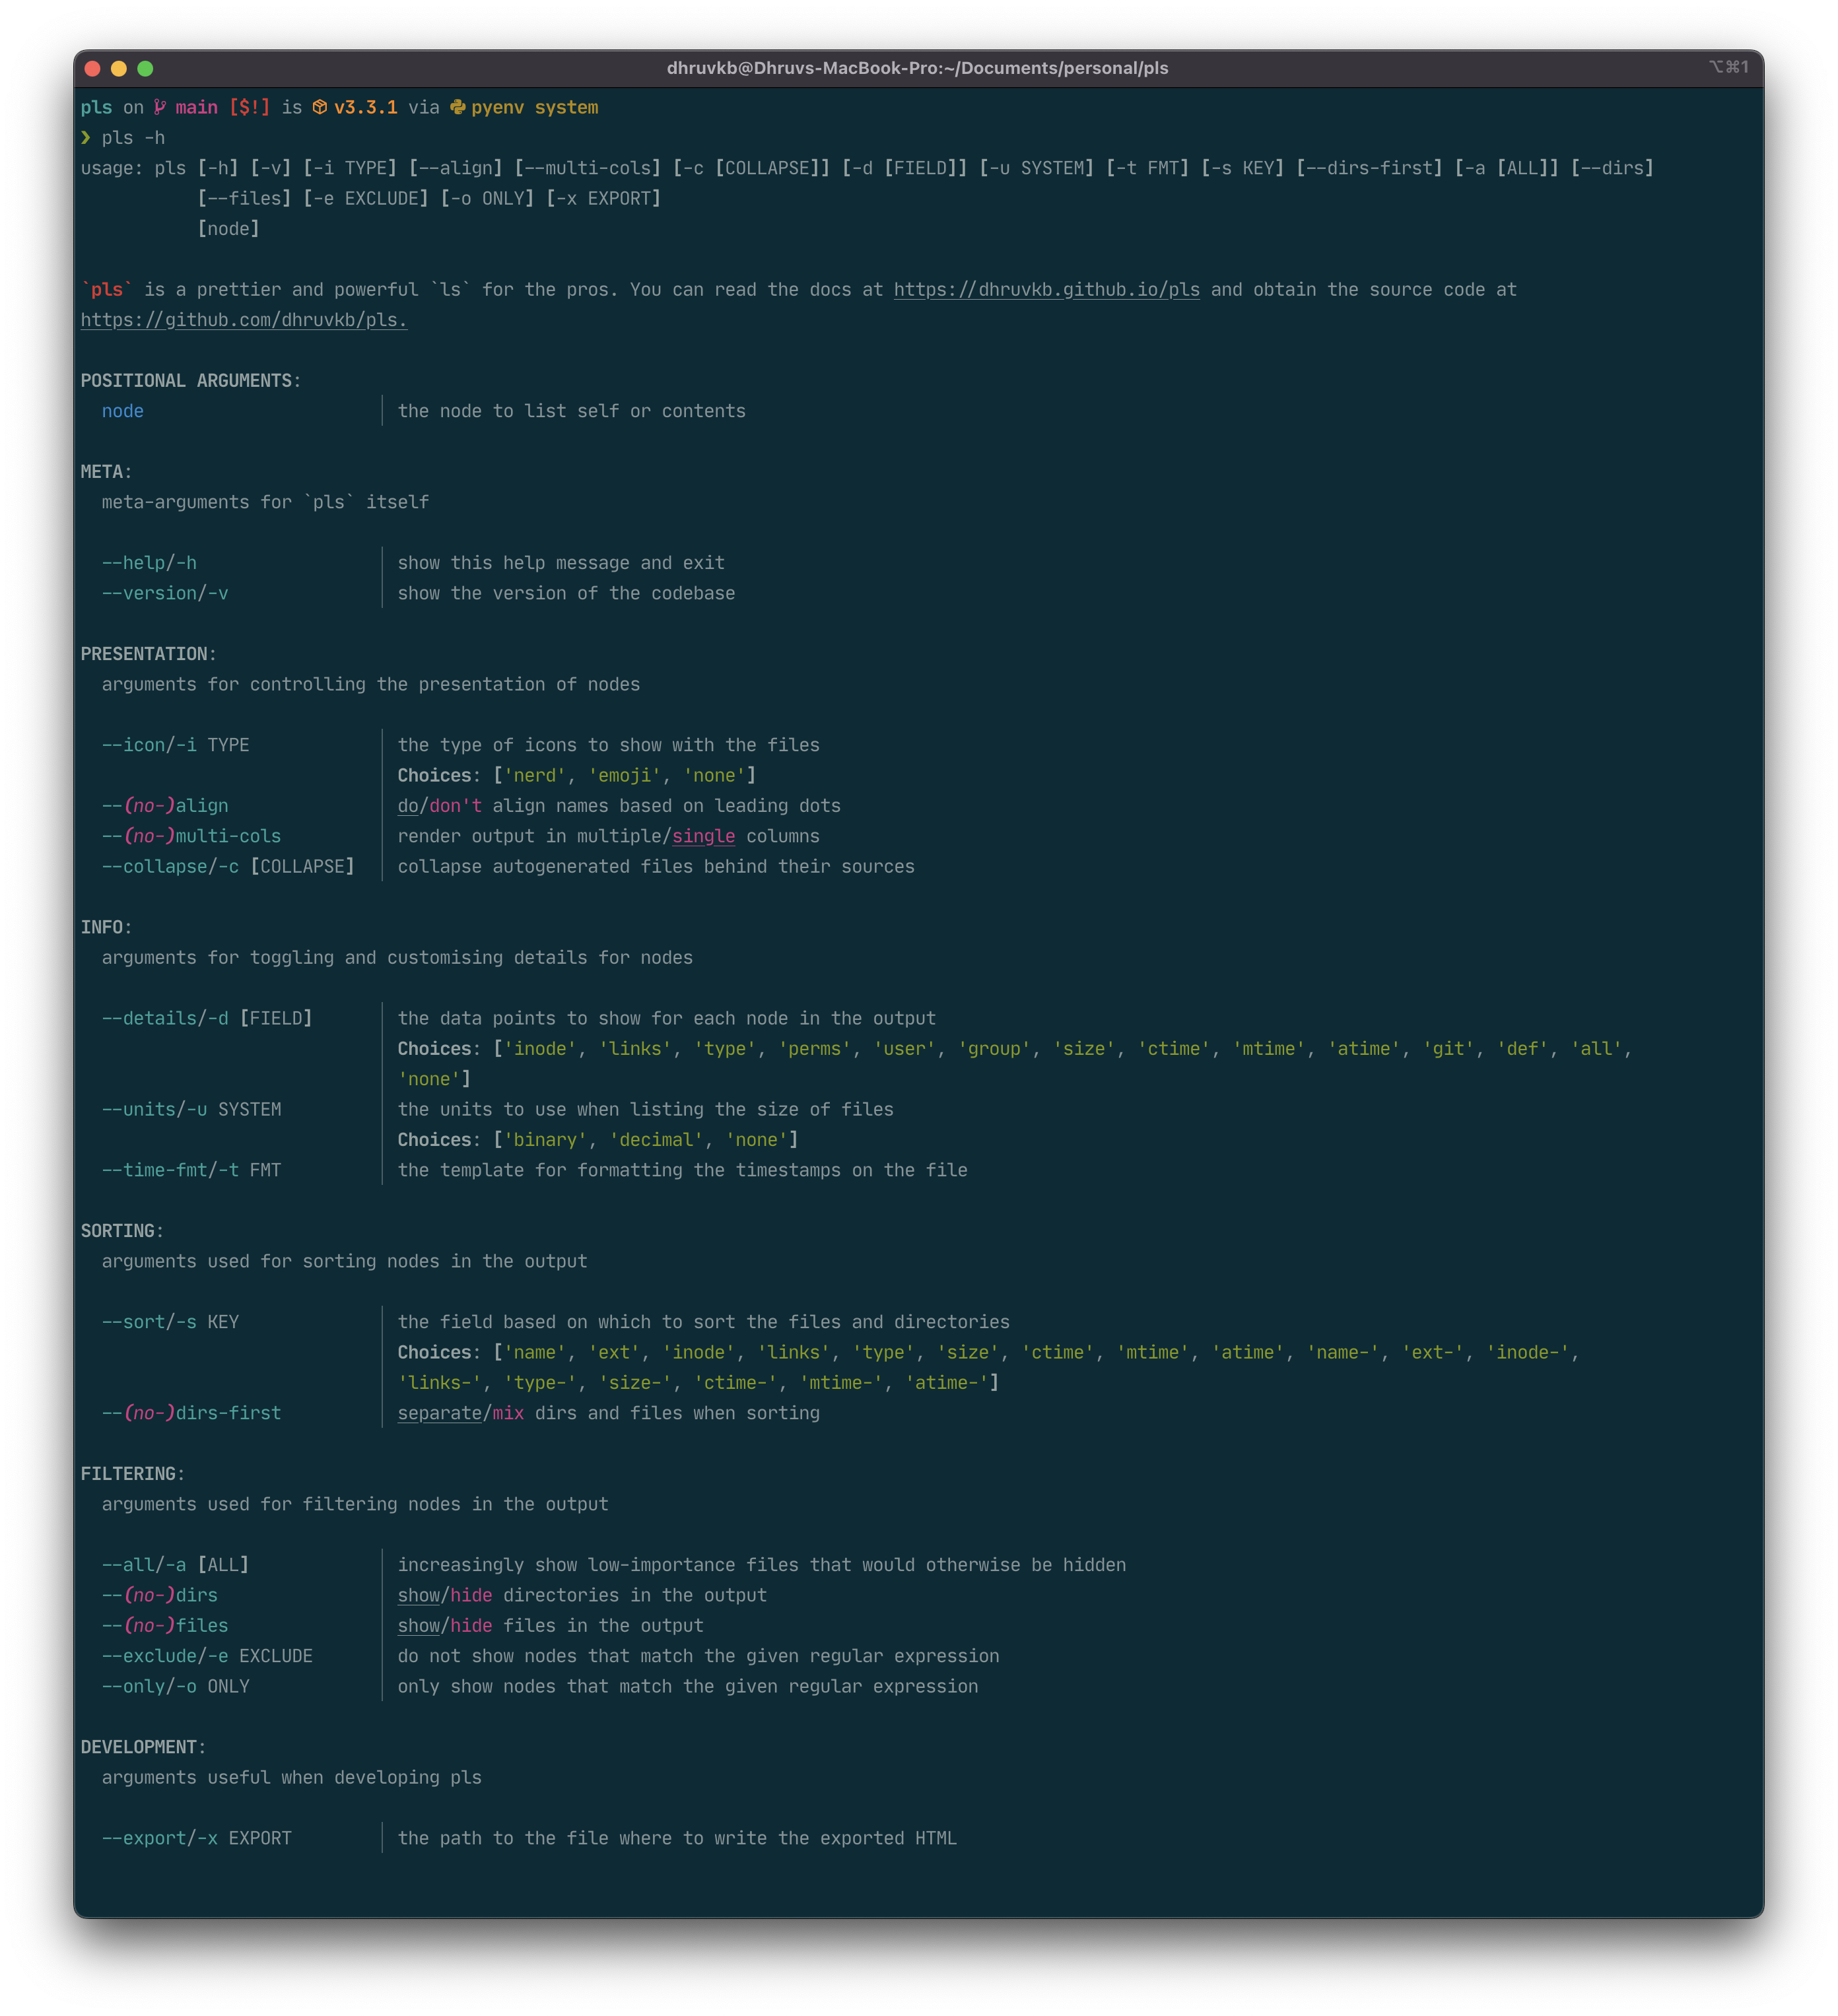 dhruvkb@Dhruvs-MacBook-Pro:~/Documents/personal/pls ⌥⌘1
pls on main [$!] is v3.3.1 via pyenv system
❯ pls -h
usage: pls [-h] [-v] [-i TYPE] [--align] [--multi-cols] [-c [COLLAPSE]] [-d [FIELD]] [-u SYSTEM] [-t FMT] [-s KEY] [--dirs-first] [-a [ALL]] [--dirs]
[--files] [-e EXCLUDE] [-o ONLY] [-x EXPORT]
[node]
`pls` is a prettier and powerful `ls` for the pros. You can read the docs at https://dhruvkb.github.io/pls and obtain the source code at
https://github.com/dhruvkb/pls.
POSITIONAL ARGUMENTS:
node the node to list self or contents
META:
meta-arguments for `pls` itself
--help/-h show this help message and exit
--version/-v show the version of the codebase
PRESENTATION:
arguments for controlling the presentation of nodes
--icon/-i TYPE the type of icons to show with the files
Choices: ['nerd', 'emoji', 'none']
--(no-)align do/don't align names based on leading dots
--(no-)multi-cols render output in multiple/single columns
--collapse/-c [COLLAPSE] collapse autogenerated files behind their sources
INFO:
arguments for toggling and customising details for nodes
--details/-d [FIELD] the data points to show for each node in the output
Choices: ['inode', 'links', 'type', 'perms', 'user', 'group', 'size', 'ctime', 'mtime', 'atime', 'git', 'def', 'all',
'none']
--units/-u SYSTEM the units to use when listing the size of files
Choices: ['binary', 'decimal', 'none']
--time-fmt/-t FMT the template for formatting the timestamps on the file
SORTING:
arguments used for sorting nodes in the output
--sort/-s KEY the field based on which to sort the files and directories
Choices: ['name', 'ext', 'inode', 'links', 'type', 'size', 'ctime', 'mtime', 'atime', 'name-', 'ext-', 'inode-',
'links-', 'type-', 'size-', 'ctime-', 'mtime-', 'atime-']
--(no-)dirs-first separate/mix dirs and files when sorting
FILTERING:
arguments used for filtering nodes in the output
--all/-a [ALL] increasingly show low-importance files that would otherwise be hidden
--(no-)dirs show/hide directories in the output
--(no-)files show/hide files in the output
--exclude/-e EXCLUDE do not show nodes that match the given regular expression
--only/-o ONLY only show nodes that match the given regular expression
DEVELOPMENT:
arguments useful when developing pls
--export/-x EXPORT the path to the file where to write the exported HTML